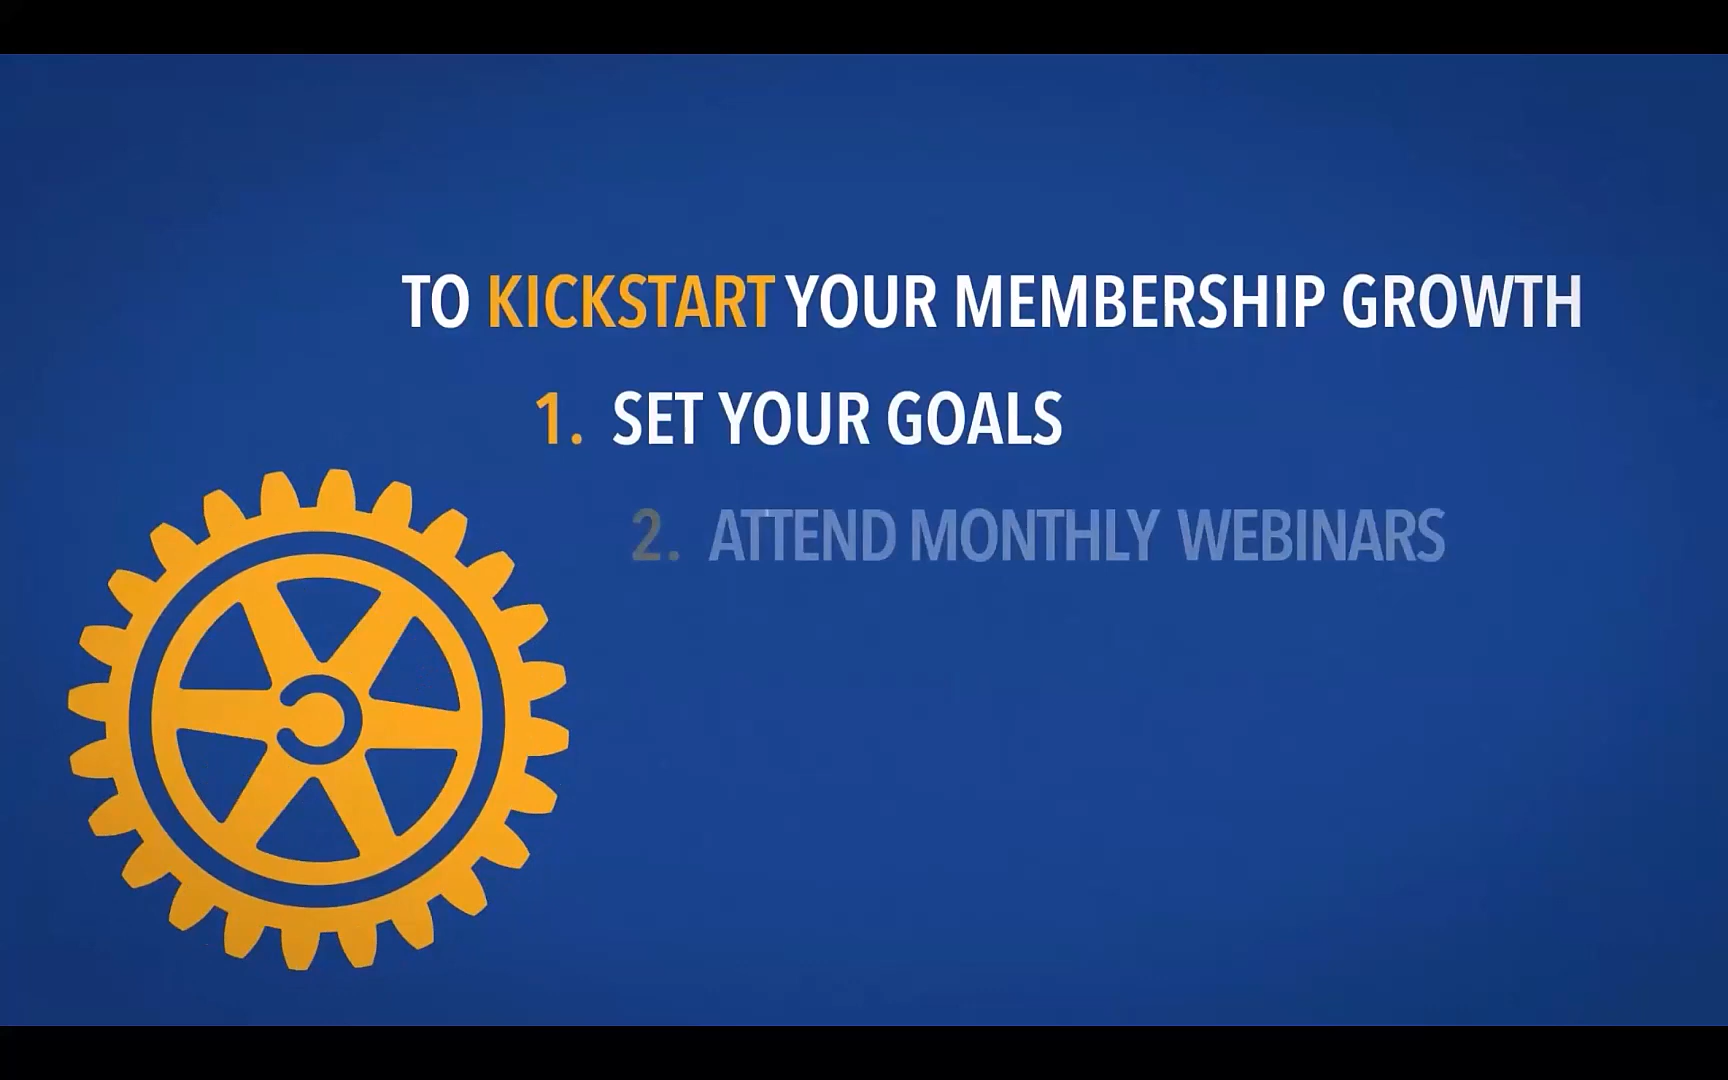 TO KICKSTART YOUR MEMBERSHIP GROWTH
1. SET YOUR GOALS
2. ATTEND MONTHLY WEBINARS